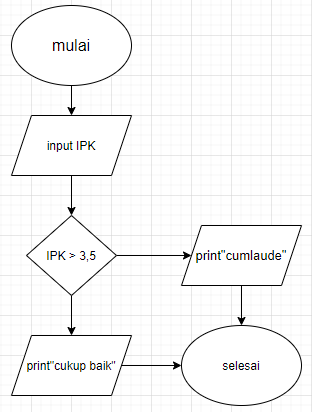 mulai
input IPK
IPK > 3,5
print"cumlaude"
print"cukup baik"
selesai